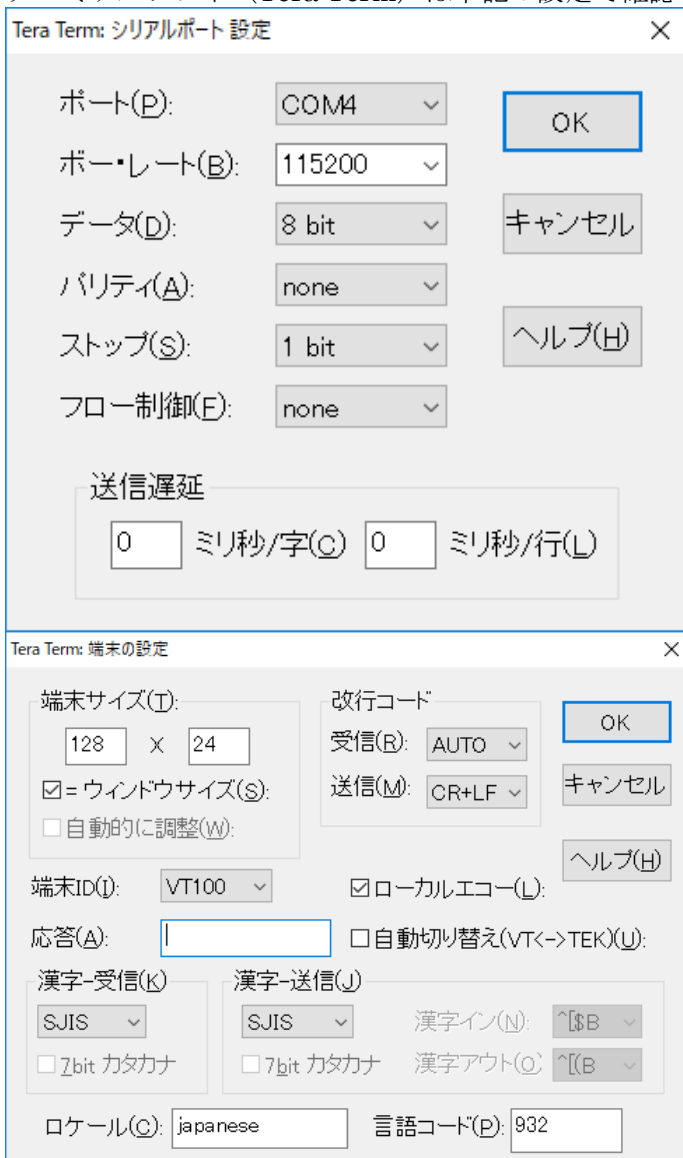 Tera Term: シリアルポート 設定
ポート(P): COM4
OK
ボー・レート(B): 115200
データ(D): 8 bit
キャンセル
パリティ(A): none
ストップ(S): 1 bit
ヘルプ(H)
フロー制御(F): none
送信遅延
0 ミリ秒/字(C) 0 ミリ秒/行(L)
Tera Term: 端末の設定
端末サイズ(T):
128 X 24
☑= ウィンドウサイズ(S):
自動的に調整(W):
改行コード
受信(R): AUTO
送信(M): CR+LF
OK
キャンセル
ヘルプ(H)
端末ID(I): VT100
☑ローカルエコー(L):
応答(A):
自動切り替え(VT<->TEK)(U):
漢字-受信(K)
SJIS
7bit カタカナ
漢字-送信(J)
SJIS
7bit カタカナ
漢字イン(N): ^[$B
漢字アウト(O) ^[(B
ロケール(C): japanese
言語コード(P): 932